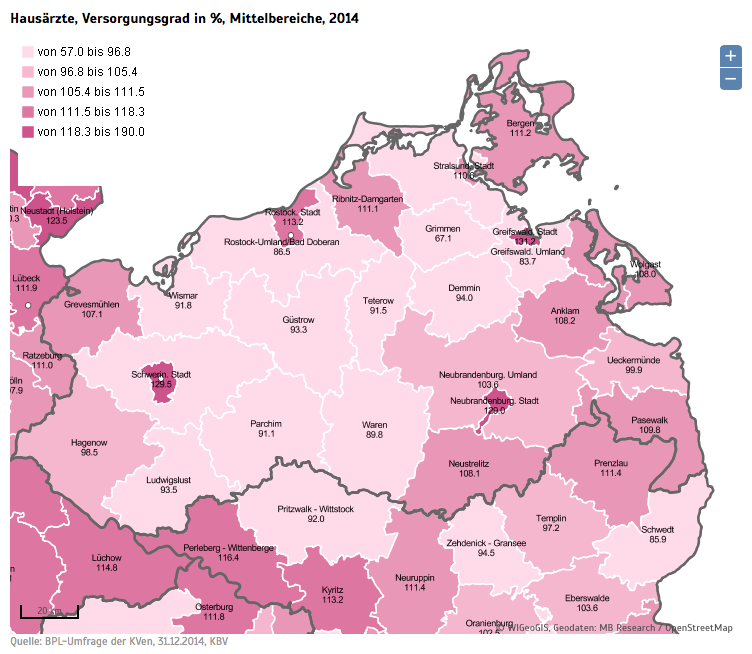 Hausärzte, Versorgungsgrad in %, Mittelbereiche, 2014
von 57.0 bis 96.8
von 96.8 bis 105.4
von 105.4 bis 111.5
von 111.5 bis 118.3
von 118.3 bis 190.0
+
−
Bergen
111.2
Stralsund, Stadt
Ribnitz-Damgarten
111.1
Neustadt (Holstein)
123.5
0.3
Rostock, Stadt
113.2
Grimmen
67.1
Greifswald, Stadt
131.2
Rostock-Umland/Bad Doberan
86.5
Greifswald, Umland
83.7
Wolgast
108.0
Lübeck
111.9
Demmin
94.0
Wismar
91.8
Grevesmühlen
107.1
Teterow
91.5
Anklam
108.2
Güstrow
93.3
Ratzeburg
111.0
Ueckermünde
99.9
Schwerin, Stadt
129.5
Neubrandenburg, Umland
103.6
ölln
07.9
Neubrandenburg, Stadt
129.0
Pasewalk
109.8
Parchim
91.1
Waren
89.8
Hagenow
98.5
Neustrelitz
108.1
Prenzlau
111.4
Ludwigslust
93.5
Pritzwalk - Wittstock
92.0
Templin
97.2
Schwedt
85.9
Zehdenick - Gransee
94.5
Perleberg - Wittenberge
116.4
Lüchow
114.8
Neuruppin
111.4
Kyritz
113.2
Eberswalde
103.6
Osterburg
111.8
Oranienburg
20 km
© WIGeoGIS, Geodaten: MB Research / OpenStreetMap
Quelle: BPL-Umfrage der KVen, 31.12.2014, KBV